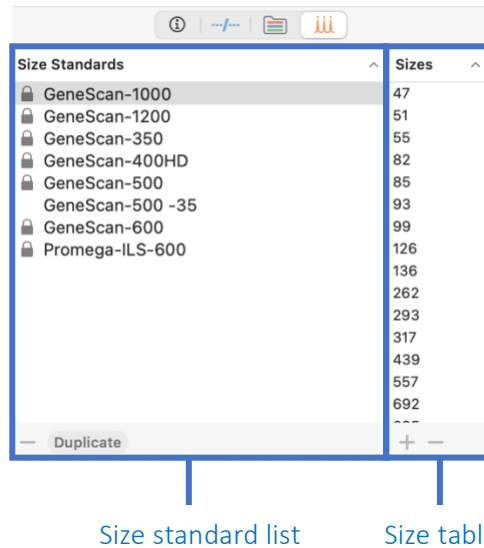 Size Standards
GeneScan-1000
GeneScan-1200
GeneScan-350
GeneScan-400HD
GeneScan-500
GeneScan-500 -35
GeneScan-600
Promega-ILS-600
Duplicate
Sizes
47
51
55
82
85
93
99
126
136
262
293
317
439
557
692
Size standard list
Size tabl